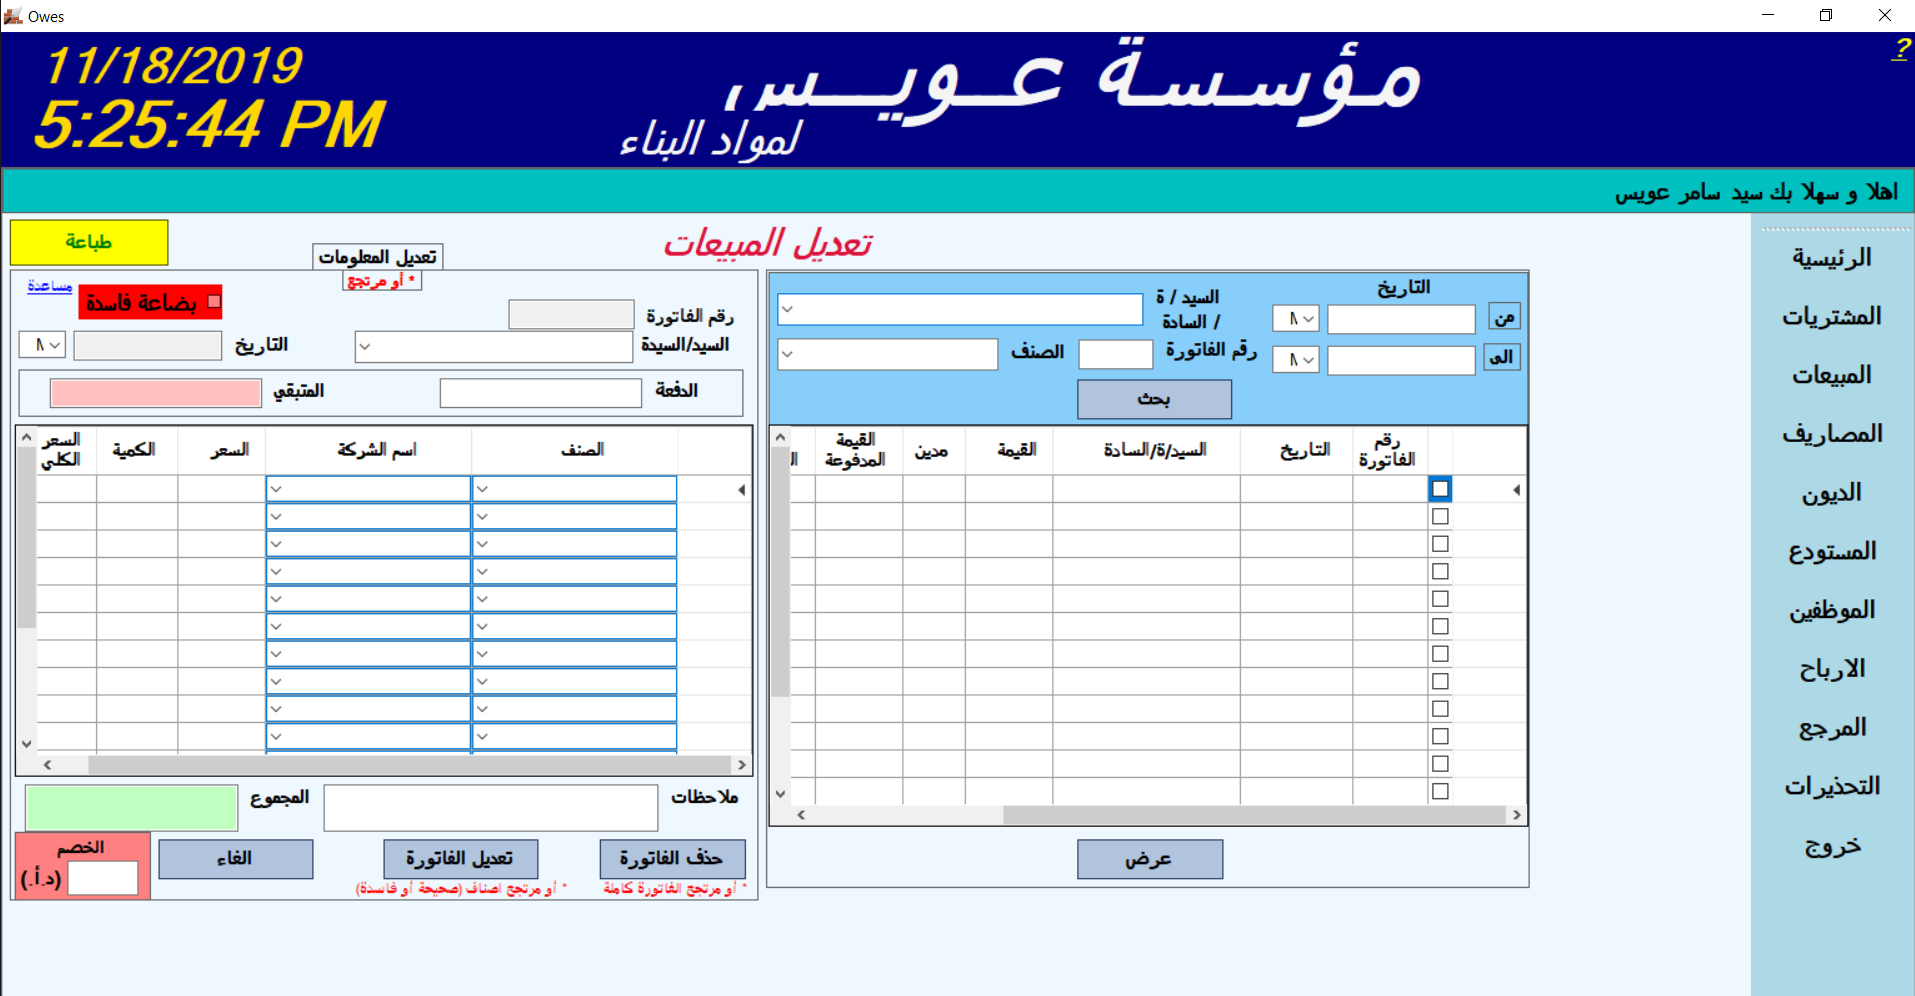 Owes
مؤسسة عويس
لمواد البناء
11/18/2019
5:25:44 PM
?
اهلا و سهلا بك سيد سامر عويس
الرئيسية
المشتريات
المبيعات
المصاريف
الديون
المستودع
الموظفين
الارباح
المرجع
التحذيرات
خروج
تعديل المبيعات
التاريخ
من
الى
السيد / ة
/ السادة
رقم الفاتورة
الصنف
بحث
رقم الفاتورة
التاريخ
السيد/ة/السادة
القيمة
مدين
القيمة المدفوعة
عرض
طباعة
تعديل المعلومات
* أو مرتجع
مساعدة
بضاعة فاسدة
رقم الفاتورة
السيد/السيدة
التاريخ
الدفعة
المتبقي
الصنف
اسم الشركة
السعر
الكمية
السعر الكلي
ملاحظات
المجموع
حذف الفاتورة
* أو مرتجح الفاتورة كاملة
تعديل الفاتورة
* أو مرتجح اصناف (صحيحة أو فاسدة)
الغاء
الخصم
(د.أ.)